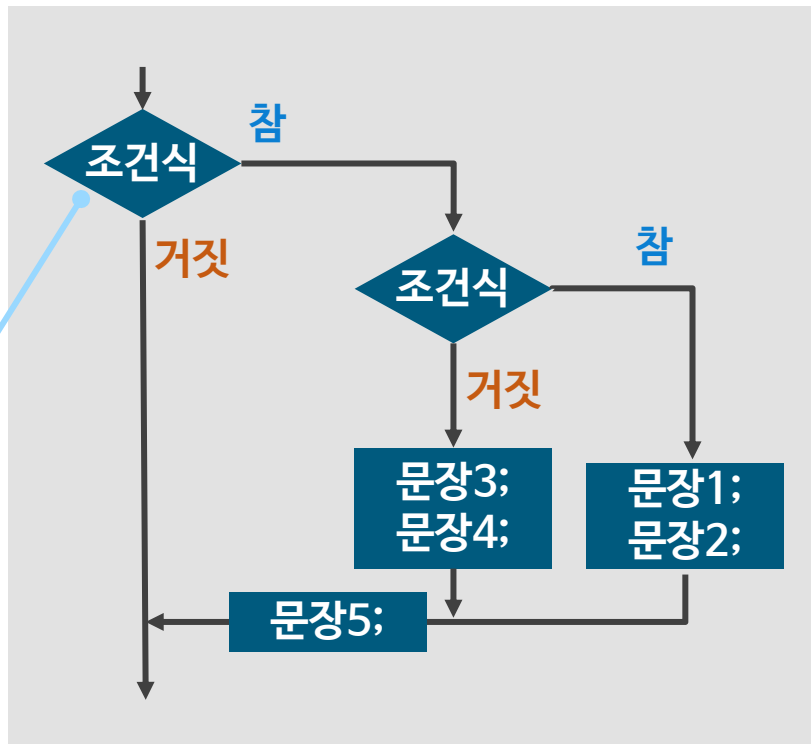 참
조건식
거짓
참
조건식
거짓
문장3;
문장4;
문장1;
문장2;
문장5;